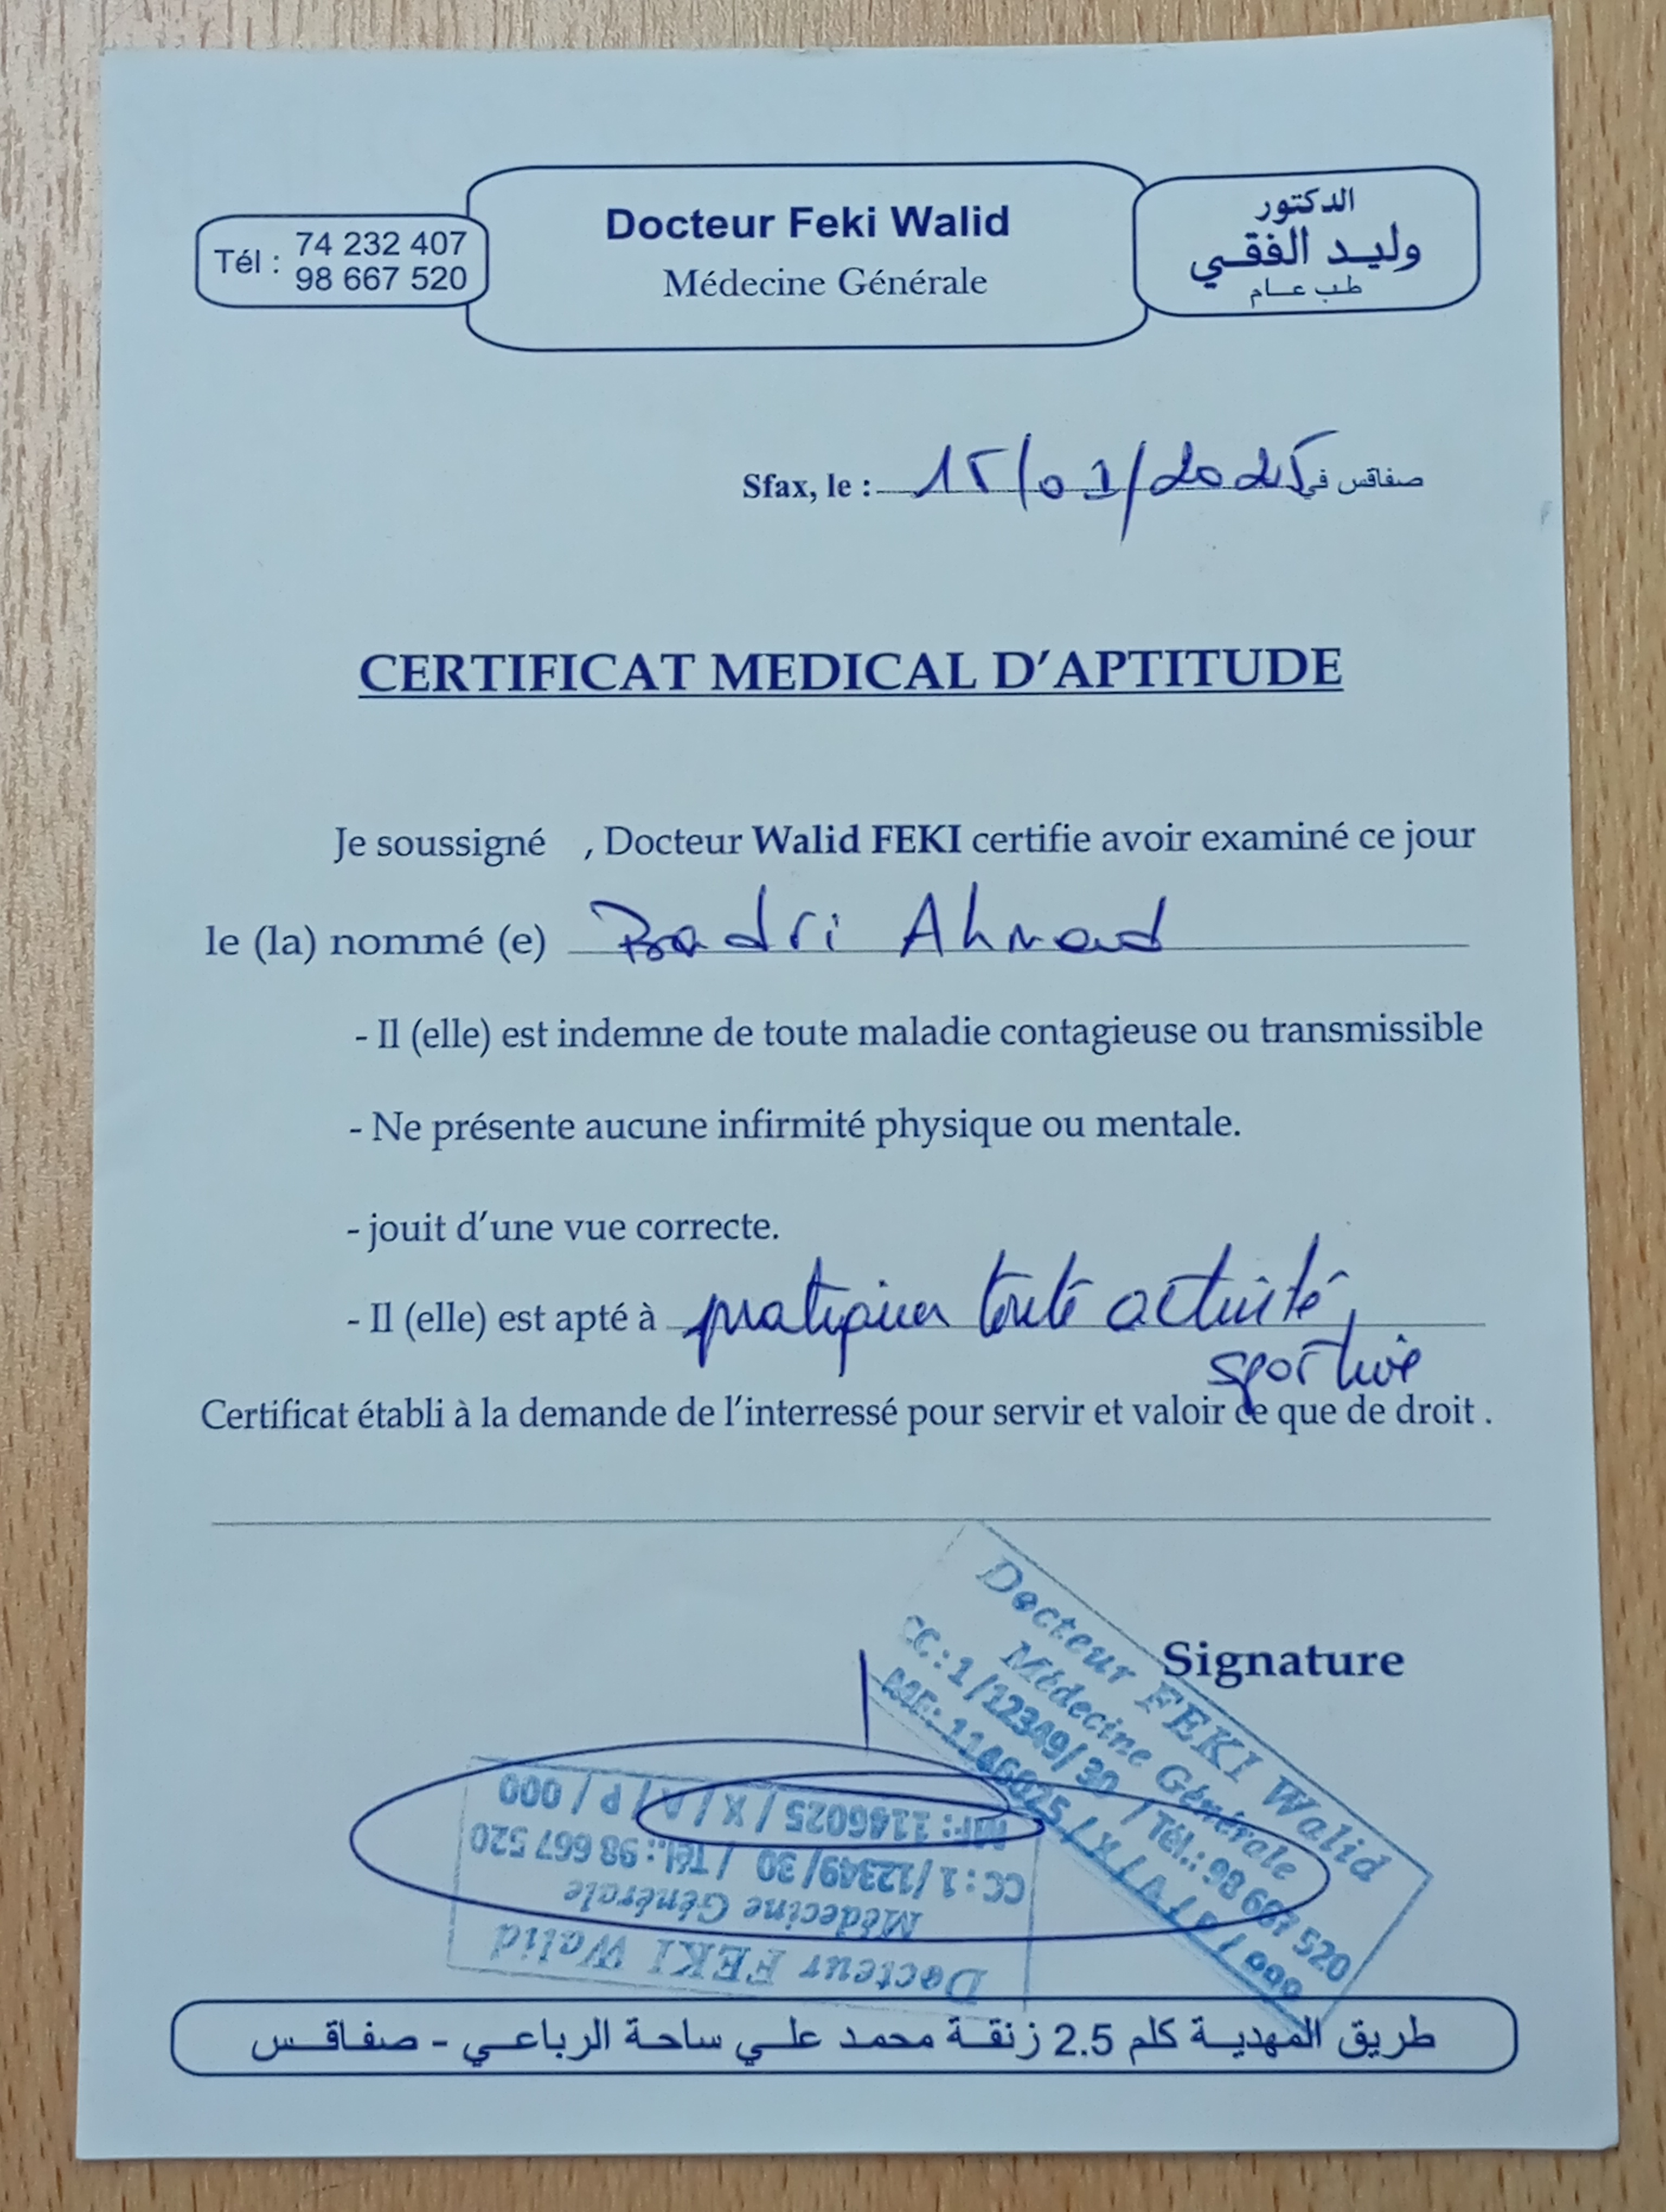 Docteur Feki Walid
Médecine Générale
Tél : 74 232 407
98 667 520
الدكتور
وليد الفقي
طب عام
Sfax, le : 15/01/2025 صفاقس في
CERTIFICAT MEDICAL D'APTITUDE
Je soussigné , Docteur Walid FEKI certifie avoir examiné ce jour
le (la) nommé (e) Badri Ahmed
- Il (elle) est indemne de toute maladie contagieuse ou transmissible
- Ne présente aucune infirmité physique ou mentale.
- jouit d'une vue correcte.
- Il (elle) est apté à pratiquer toute activité
sportive
Certificat établi à la demande de l'interressé pour servir et valoir ce que de droit .
Signature
Docteur FEKI Walid
Médecine Générale
CC : 1 / 12349/ 30 / Tél.: 98 667 520
MF: 1146025 / X / A / P / 000
Docteur FEKI Walid
Médecine Générale
CC : 1 / 12349/ 30 / Tél.: 98 667 520
MF: 1146025 / X / A / P / 000
طريق المهدية كلم 2.5 زنقة محمد علي ساحة الرباعي - صفاقس